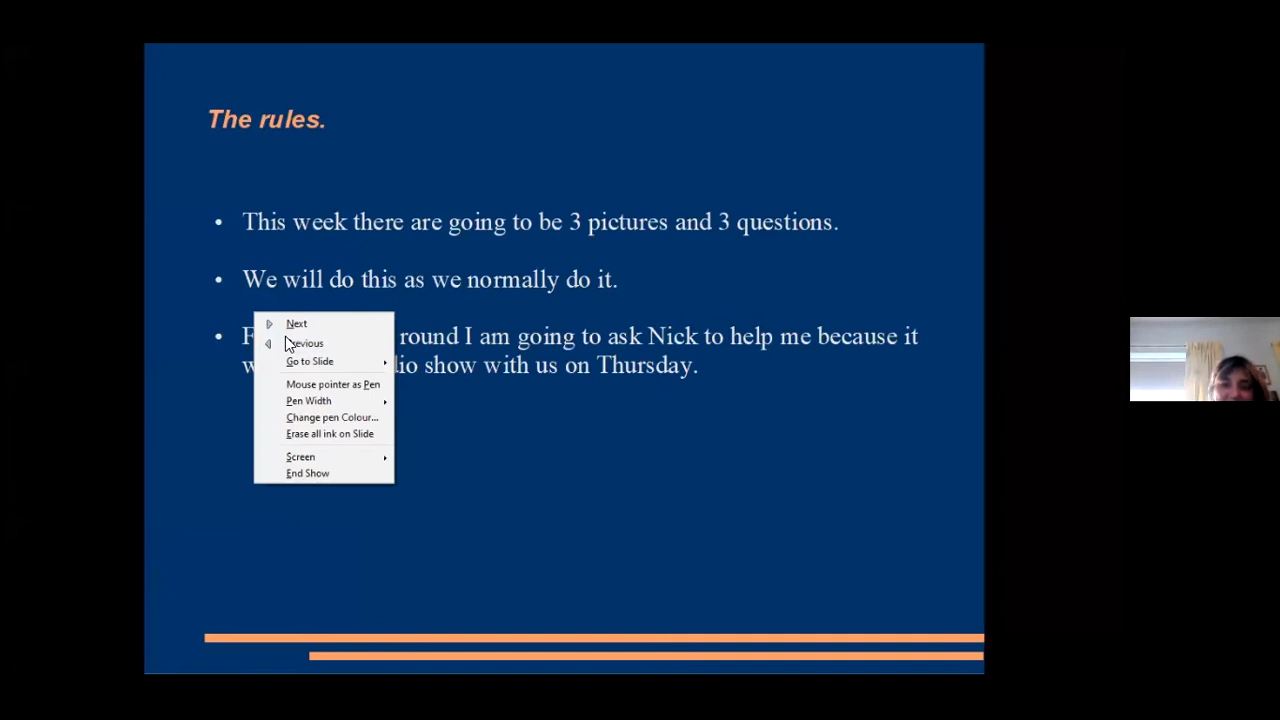 The rules.
• This week there are going to be 3 pictures and 3 questions.
• We will do this as we normally do it.
• F round I am going to ask Nick to help me because it
w show with us on Thursday.
Next
Go to Slide
Mouse pointer as Pen
Pen Width
Change pen Colour...
Erase all ink on Slide
Screen
End Show